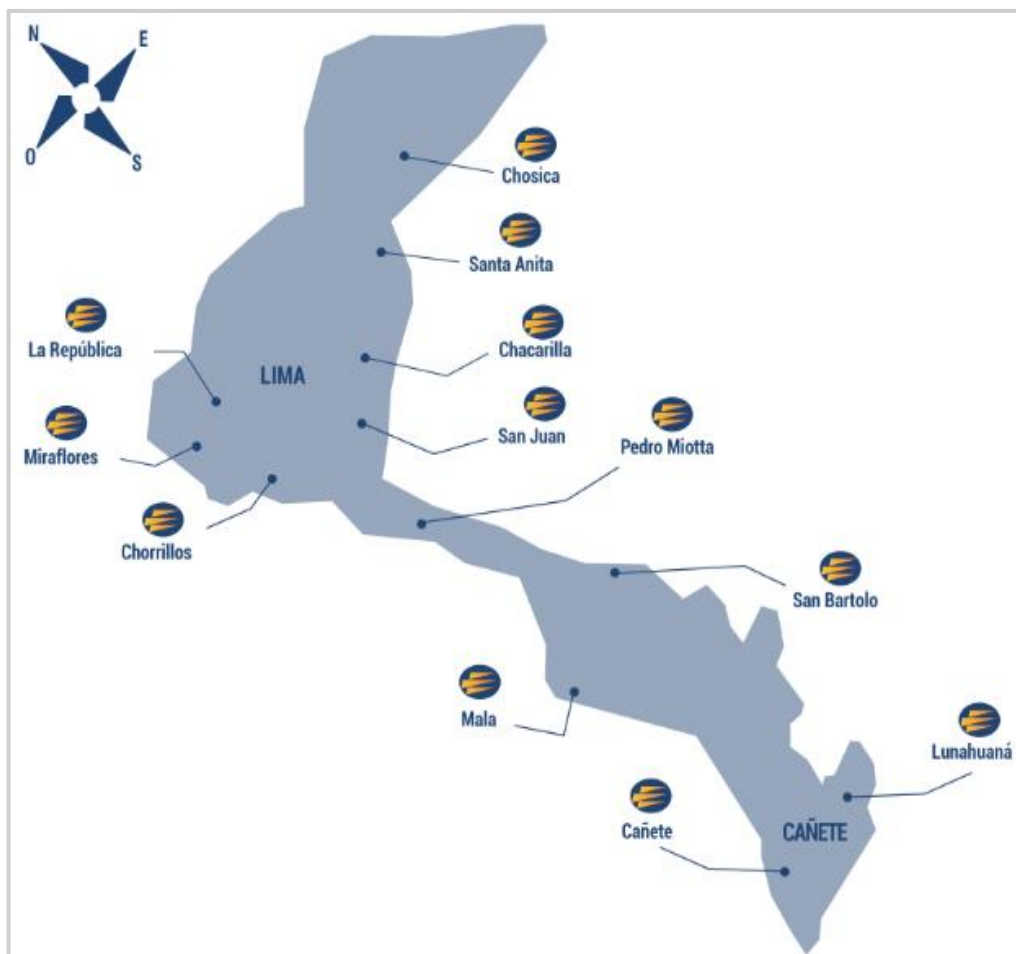 N
E
O
S
Chosica
Santa Anita
La República
Chacarilla
LIMA
Miraflores
San Juan
Pedro Miotta
Chorrillos
San Bartolo
Mala
Lunahuaná
Cañete
CAÑETE